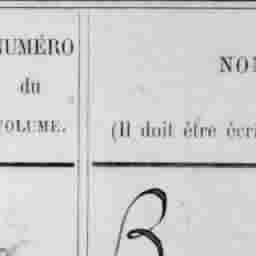 NUMÉRO
du
VOLUME.
NO
(Il doit être écri
B